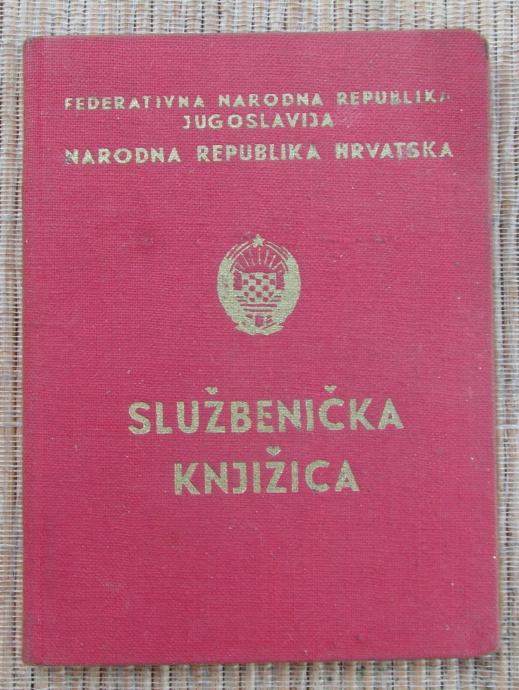 FEDERATIVNA NARODNA REPUBLIKA
JUGOSLAVIJA
NARODNA REPUBLIKA HRVATSKA
SLUŽBENIČKA
KNJIŽICA